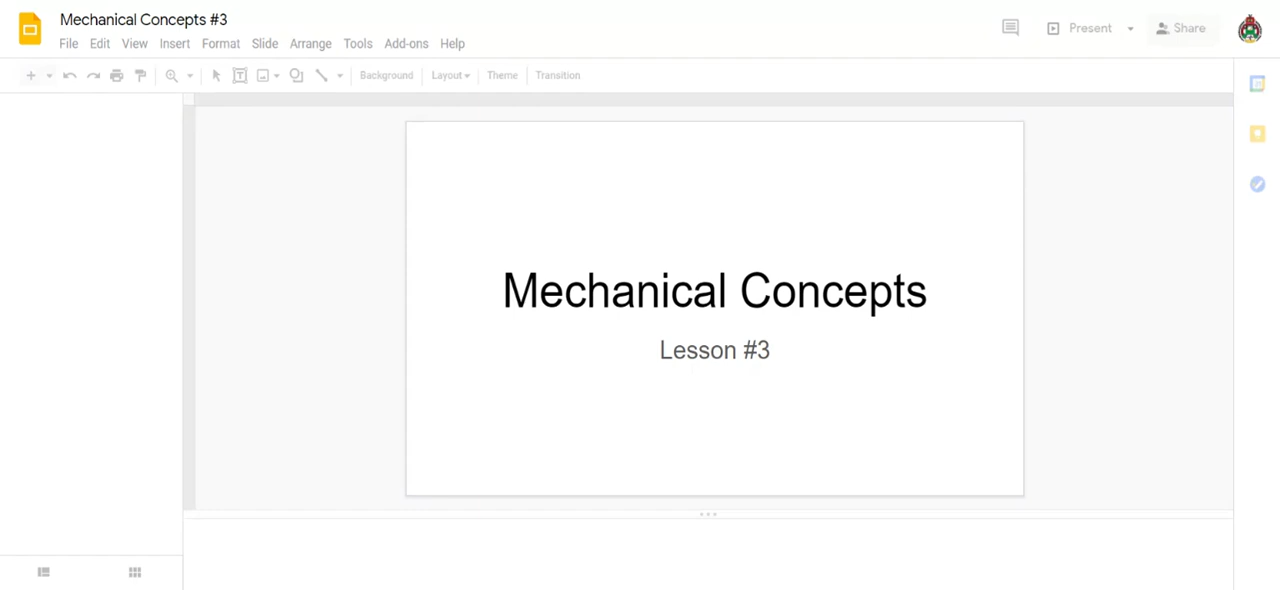 Mechanical Concepts #3
File Edit View Insert Format Slide Arrange Tools Add-ons Help
Present
Share
Background Layout Theme Transition
Mechanical Concepts
Lesson #3